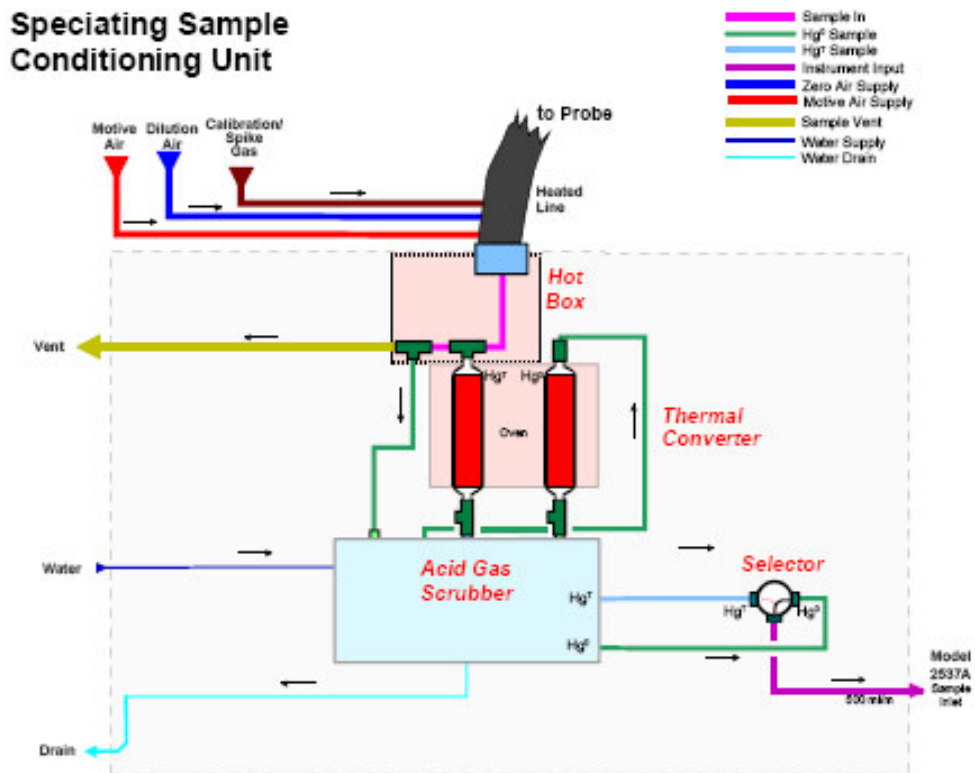 Speciating Sample
Conditioning Unit
Sample In
Hg⁰ Sample
Hgᵀ Sample
Instrument Input
Zero Air Supply
Motive Air Supply
Sample Vent
Water Supply
Water Drain
Motive
Air
Dilution
Air
Calibration/
Spike
Gas
to Probe
Heated
Line
Hot
Box
Vent
Hgᵀ
Hg⁰
Oven
Thermal
Converter
Water
Acid Gas
Scrubber
Selector
Hgᵀ
Hg⁰
Hgᵀ
Hg⁰
Model
2537A
Sample
Inlet
500 ml/m
Drain